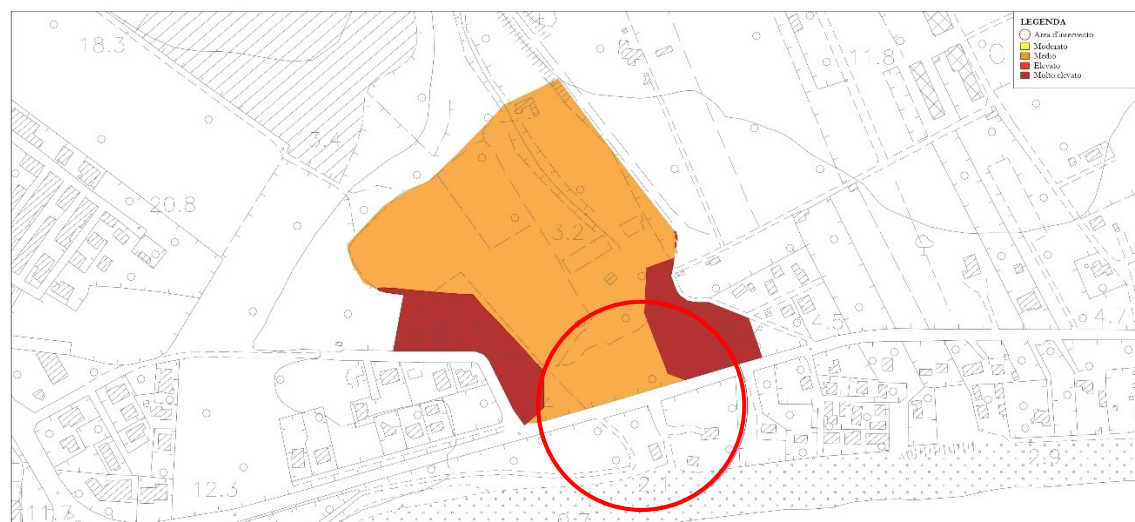 LEGENDA
Area d'intervento
Moderato
Medio
Elevato
Molto elevato
18.3
11.8
C
3.4
20.8
3.2
4.5
4.7
12.3
2.1
2.9
11.7
0.7